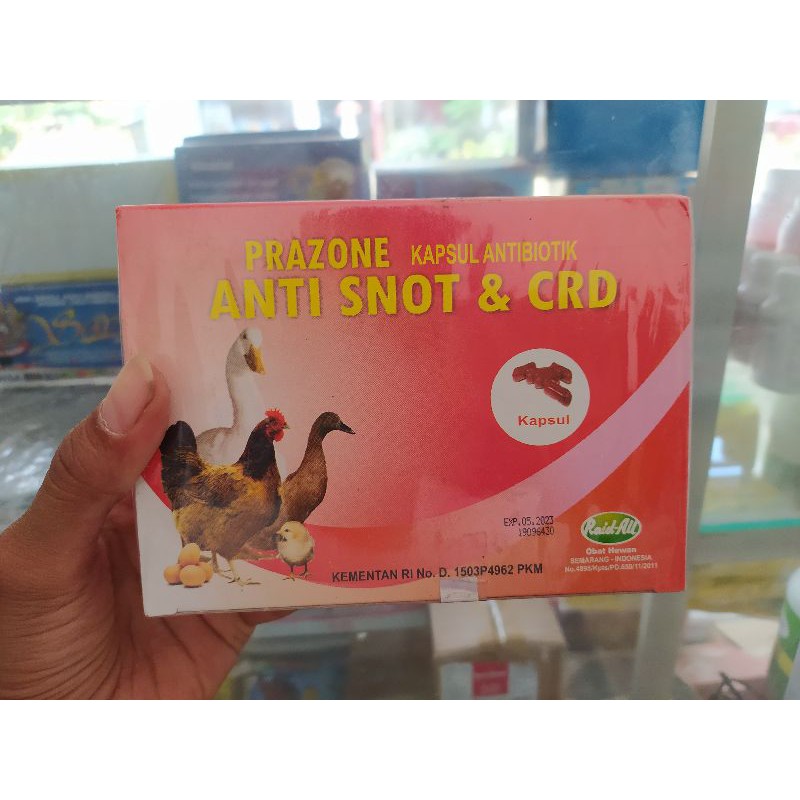 PRAZONE KAPSUL ANTIBIOTIK
ANTI SNOT & CRD
Kapsul
EXP.05.2023
19096430
Raid-All
Obat Hewan
SEMARANG - INDONESIA
KEMENTAN RI No. D. 1503P4962 PKM